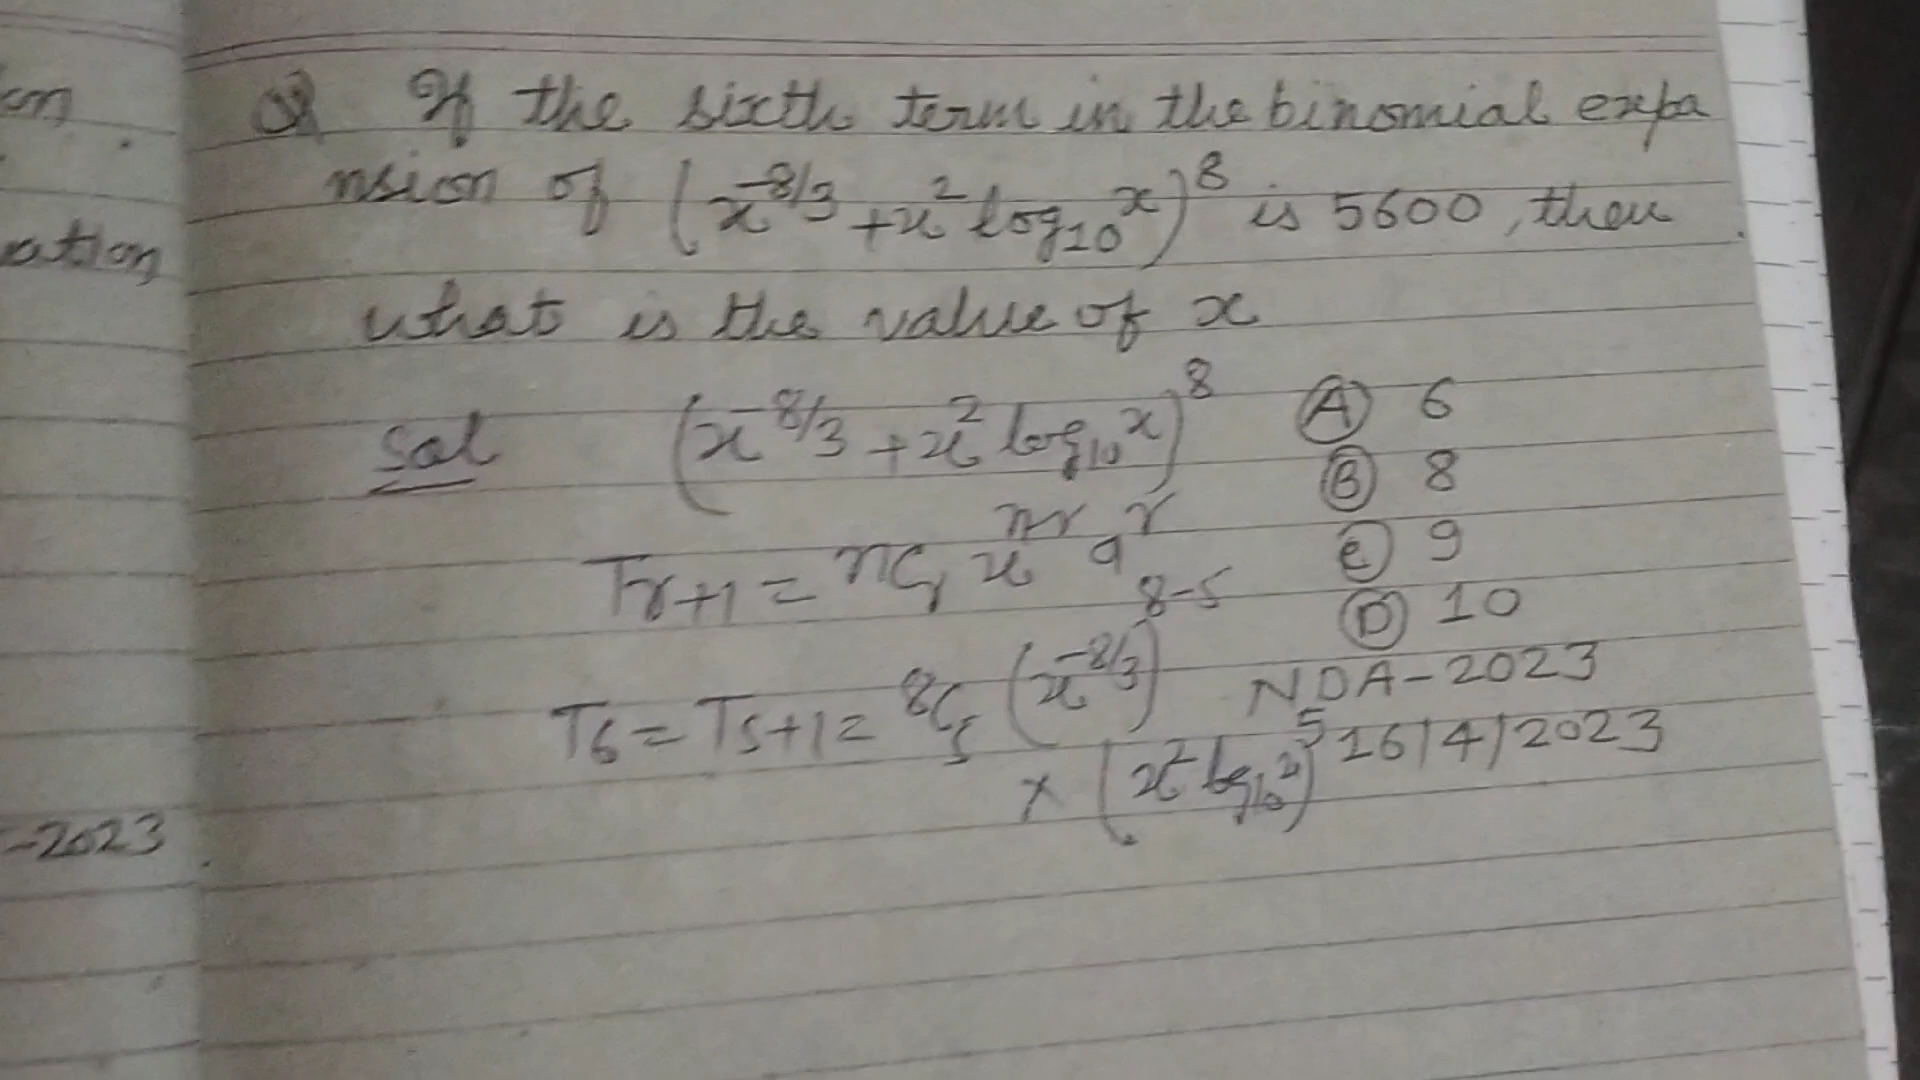 on
ation
-2023
Q If the sixth term in the binomial expa
nsion of (x^-8/3 + x^2 log10 x)^8 is 5600, then
what is the value of x
Sol (x^-8/3 + x^2 log10 x)^8 (A) 6
(B) 8
Tr+1 = nCr x^n-r a^r (C) 9
(D) 10
T6 = T5+1 = 8C5 (x^-8/3)^8-5 NDA-2023
× (x^2 log10 x)^5 16/4/2023